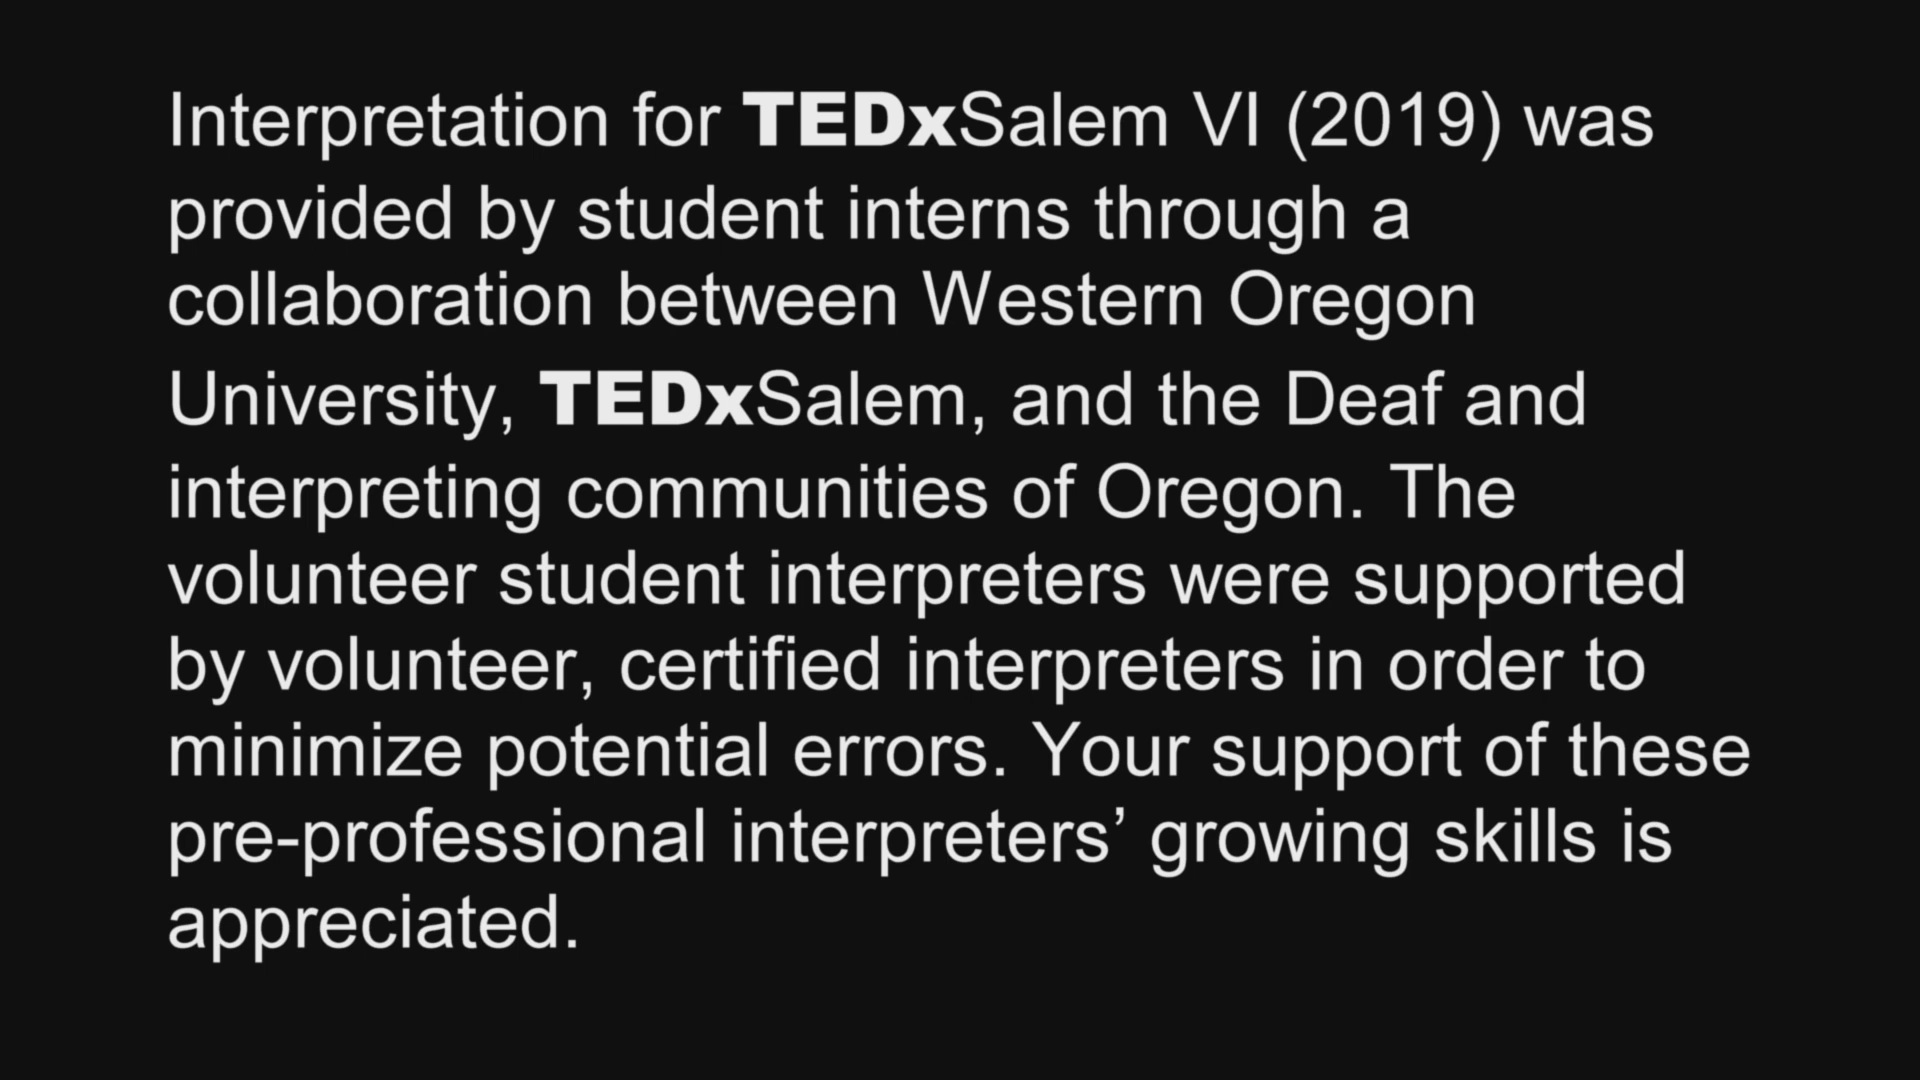 Interpretation for TEDxSalem VI (2019) was
provided by student interns through a
collaboration between Western Oregon
University, TEDxSalem, and the Deaf and
interpreting communities of Oregon. The
volunteer student interpreters were supported
by volunteer, certified interpreters in order to
minimize potential errors. Your support of these
pre-professional interpreters’ growing skills is
appreciated.